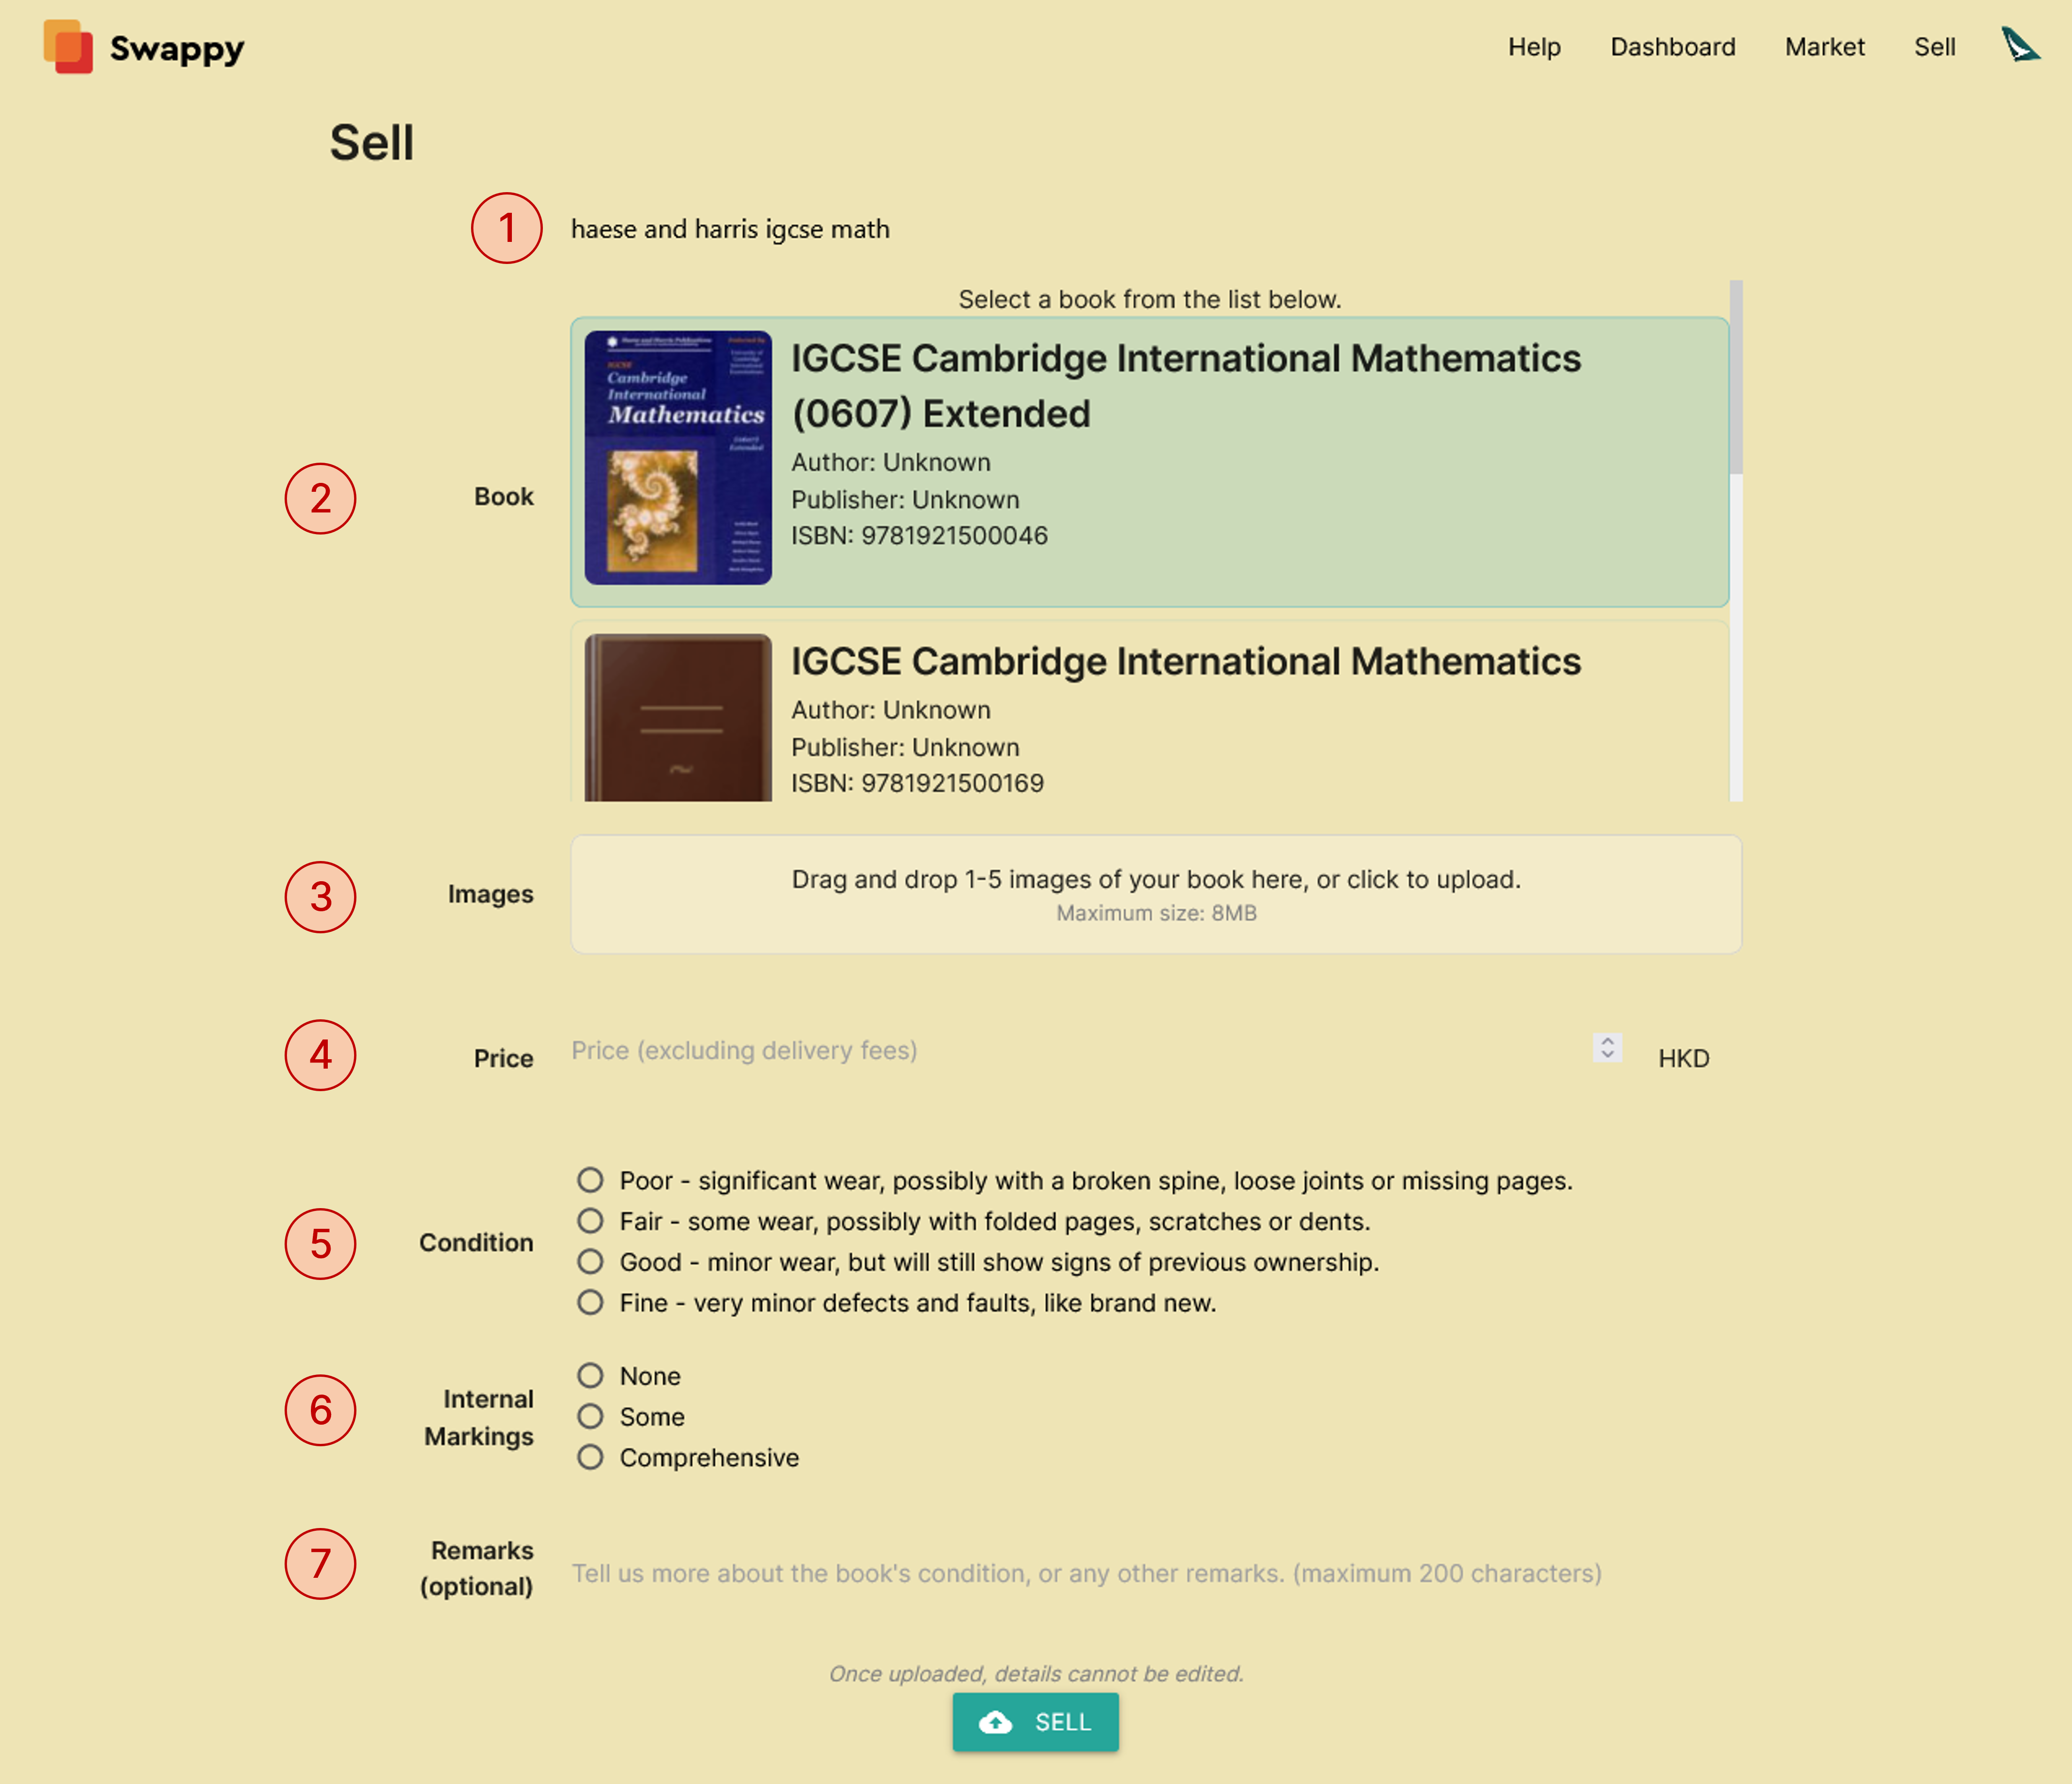 Swappy
Help Dashboard Market Sell
Sell
1 haese and harris igcse math
Select a book from the list below.
2 Book
Cambridge
International
Mathematics
IGCSE Cambridge International Mathematics
(0607) Extended
Author: Unknown
Publisher: Unknown
ISBN: 9781921500046
IGCSE Cambridge International Mathematics
Author: Unknown
Publisher: Unknown
ISBN: 9781921500169
3 Images
Drag and drop 1-5 images of your book here, or click to upload.
Maximum size: 8MB
4 Price
Price (excluding delivery fees) HKD
5 Condition
Poor - significant wear, possibly with a broken spine, loose joints or missing pages.
Fair - some wear, possibly with folded pages, scratches or dents.
Good - minor wear, but will still show signs of previous ownership.
Fine - very minor defects and faults, like brand new.
6 Internal
Markings
None
Some
Comprehensive
7 Remarks
(optional)
Tell us more about the book's condition, or any other remarks. (maximum 200 characters)
Once uploaded, details cannot be edited.
SELL